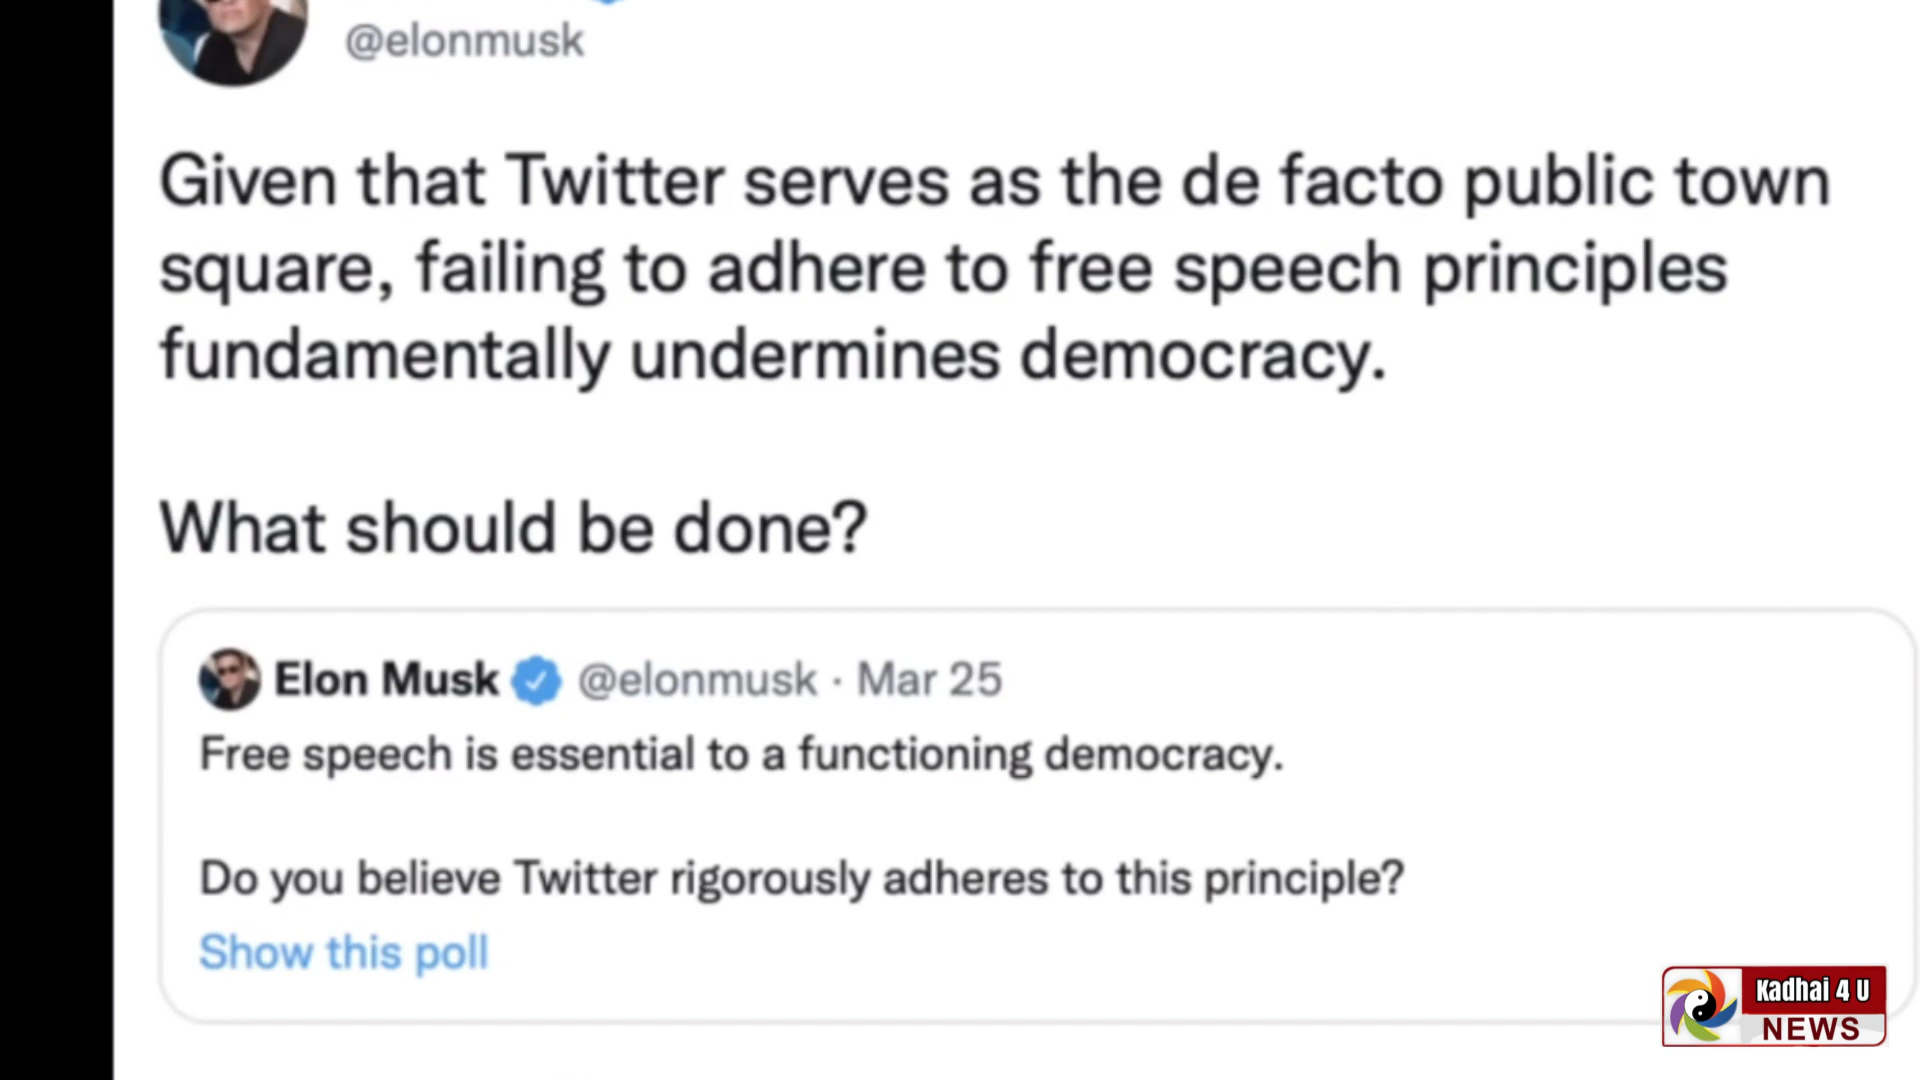 @elonmusk
Given that Twitter serves as the de facto public town
square, failing to adhere to free speech principles
fundamentally undermines democracy.
What should be done?
Elon Musk @elonmusk · Mar 25
Free speech is essential to a functioning democracy.
Do you believe Twitter rigorously adheres to this principle?
Show this poll
Kadhai 4 U
NEWS